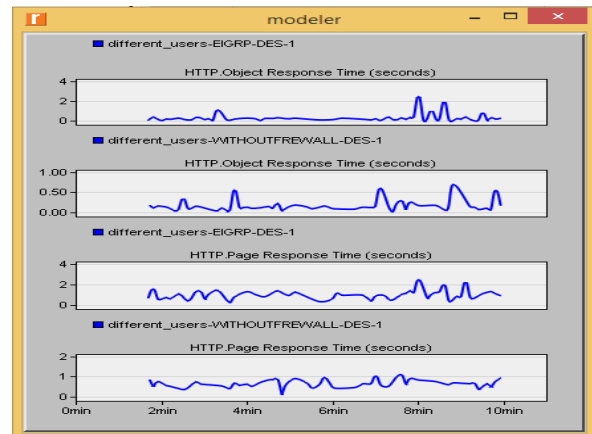 modeler
different_users-EIGRP-DES-1
HTTP.Object Response Time (seconds)
4
2
0
different_users-WITHOUTFREWALL-DES-1
HTTP.Object Response Time (seconds)
1.00
0.50
0.00
different_users-EIGRP-DES-1
HTTP.Page Response Time (seconds)
4
2
0
different_users-WITHOUTFREWALL-DES-1
HTTP.Page Response Time (seconds)
2
1
0
0min 2min 4min 6min 8min 10min